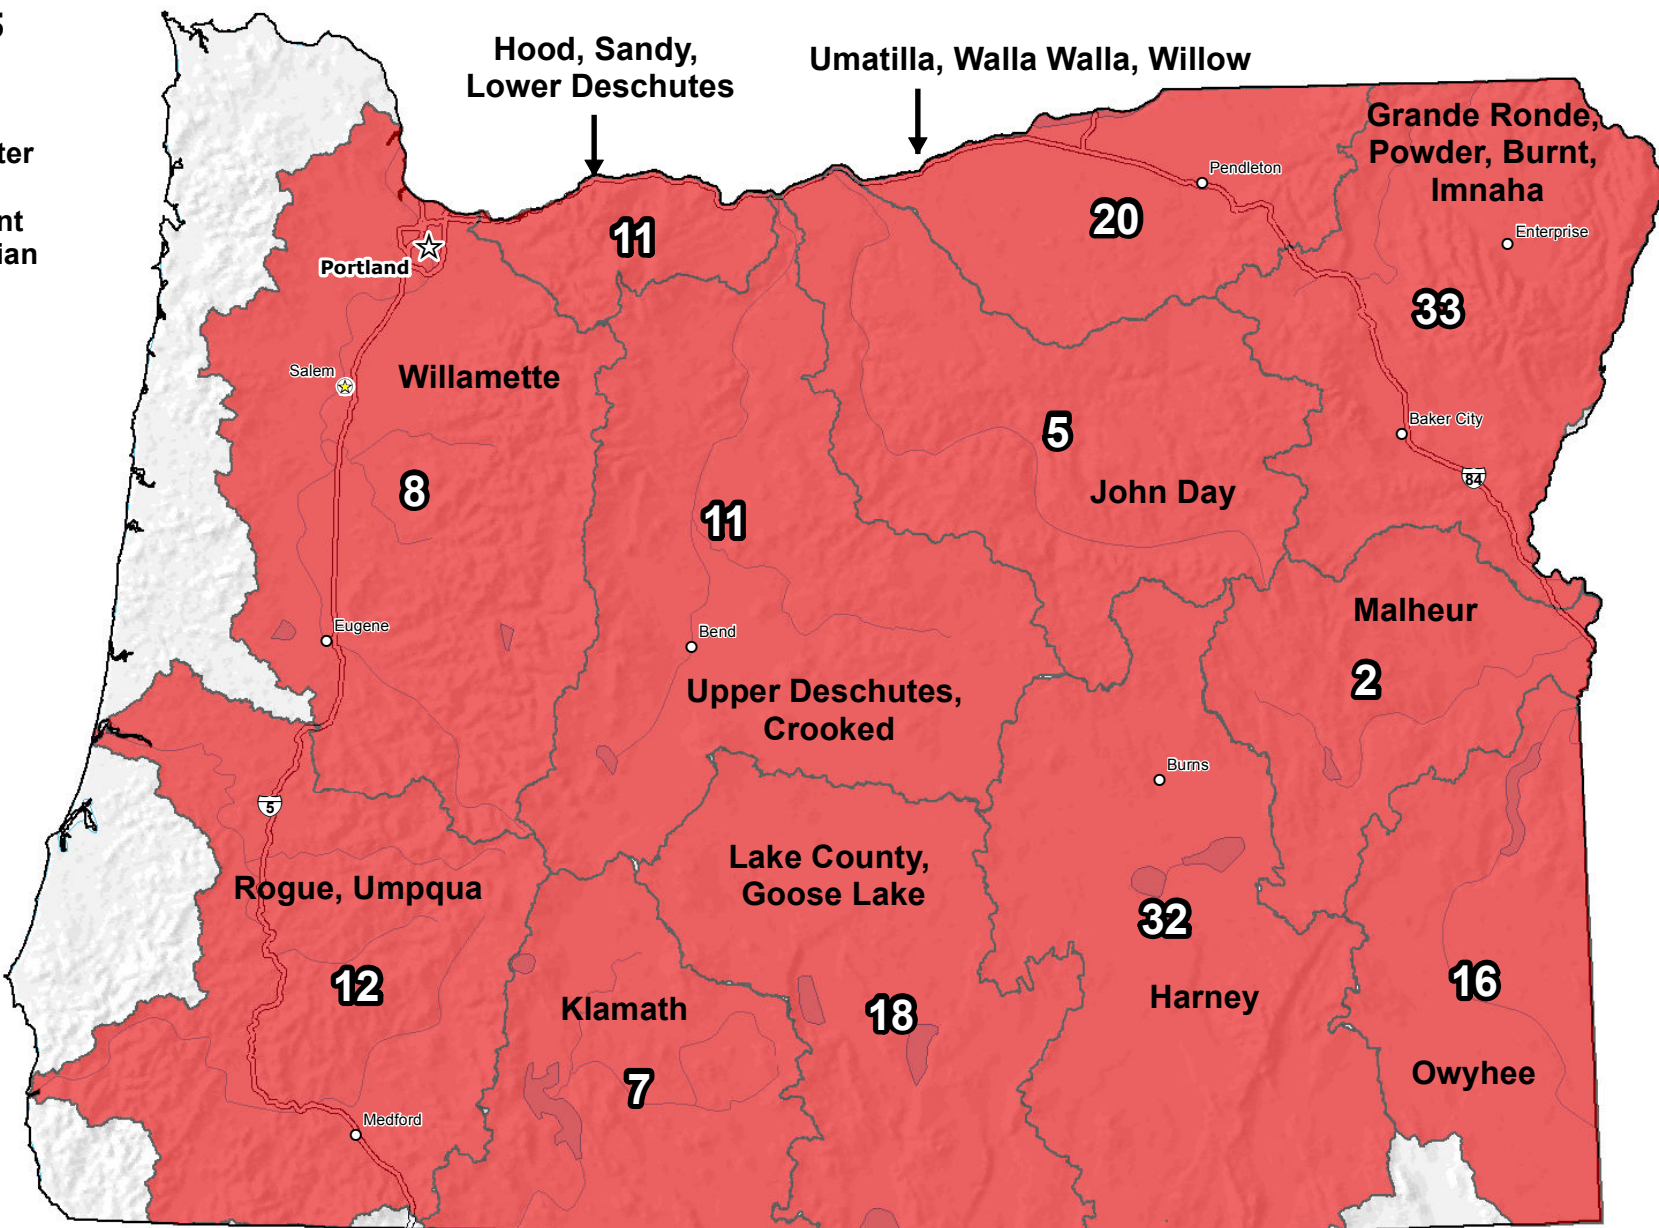 Hood, Sandy,
Lower Deschutes
Umatilla, Walla Walla, Willow
Grande Ronde,
Powder, Burnt,
Imnaha
Pendleton
Enterprise
11
20
33
Portland
Salem
Willamette
8
5
John Day
Baker City
84
11
Malheur
2
Eugene
Bend
Upper Deschutes,
Crooked
Burns
5
Lake County,
Goose Lake
Rogue, Umpqua
12
32
Harney
16
Klamath
7
18
Owyhee
Medford